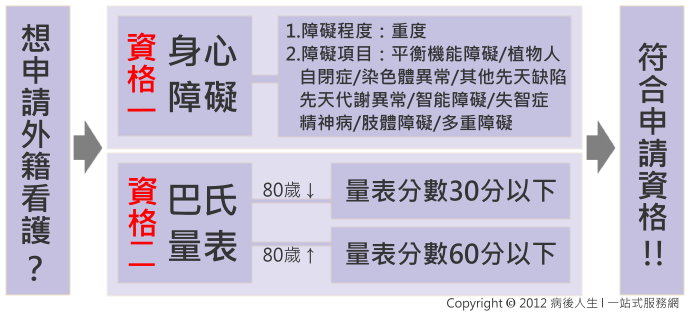 想申請外籍看護？
資格一
身心
障礙
1.障礙程度：重度
2.障礙項目：平衡機能障礙/植物人
自閉症/染色體異常/其他先天缺陷
先天代謝異常/智能障礙/失智症
精神病/肢體障礙/多重障礙
資格二
巴氏
量表
80歲↓
量表分數30分以下
80歲↑
量表分數60分以下
符合申請資格!!
Copyright © 2012 病後人生 l 一站式服務網